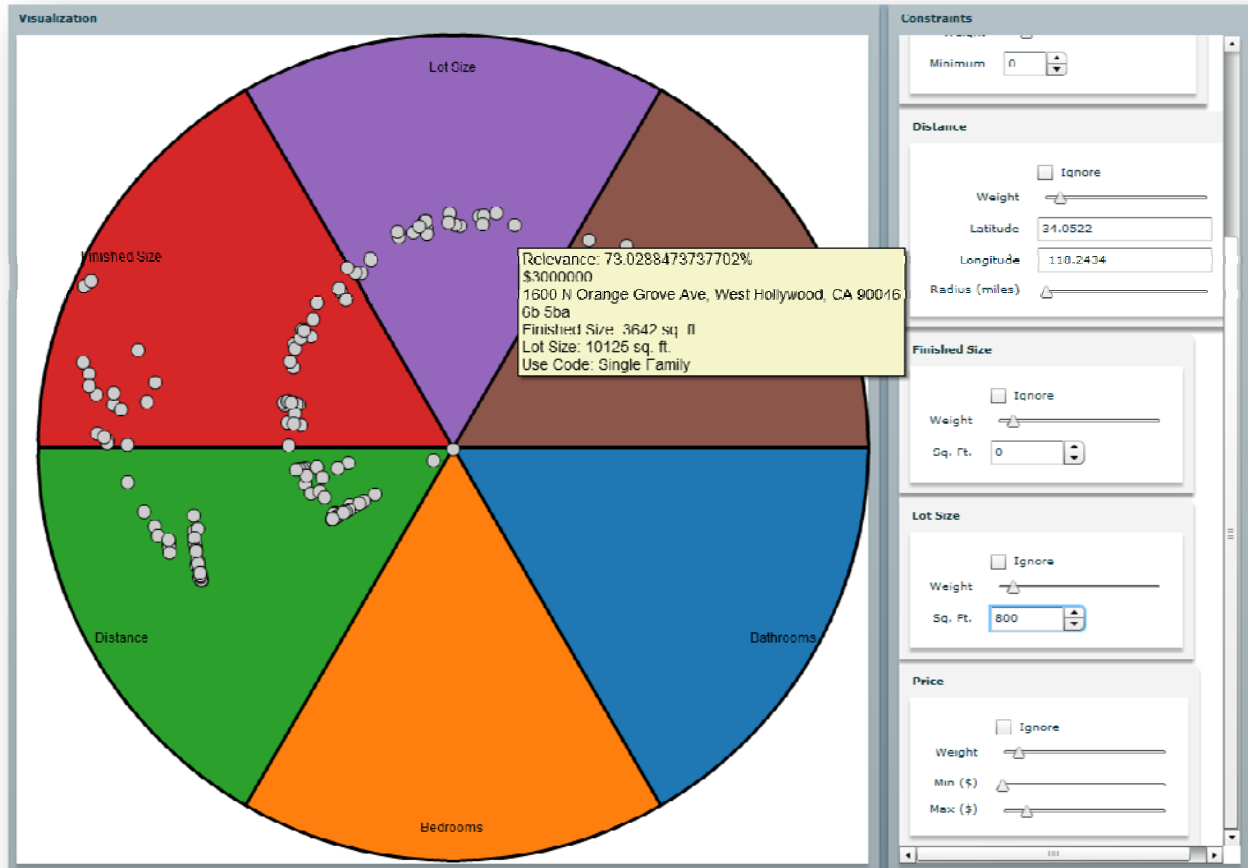 Visualization
Lot Size
Finished Size
Distance
Bedrooms
Bathrooms
Relevance: 73.0288473737702%
$3000000
1600 N Orange Grove Ave, West Hollywood, CA 90046
6b 5ba
Finished Size: 3642 sq. ft
Lot Size: 10125 sq. ft.
Use Code: Single Family
Constraints
Minimum 0
Distance
Ignore
Weight
Latitude 34.0522
Longitude 118.2434
Radius (miles)
Finished Size
Ignore
Weight
Sq. Ft. 0
Lot Size
Ignore
Weight
Sq. Ft. 800
Price
Ignore
Weight
Min ($)
Max ($)